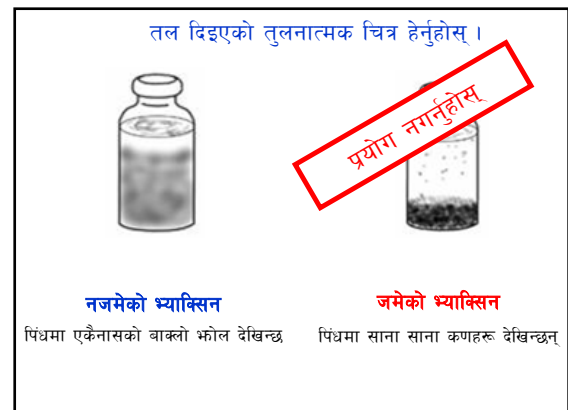 तल दिइएको तुलनात्मक चित्र हेर्नुहोस् ।
प्रयोग नगर्नुहोस्
नजमेको भ्याक्सिन
पिंधमा एकैनासको बाक्लो झोल देखिन्छ
जमेको भ्याक्सिन
पिंधमा साना साना कणहरू देखिन्छन्